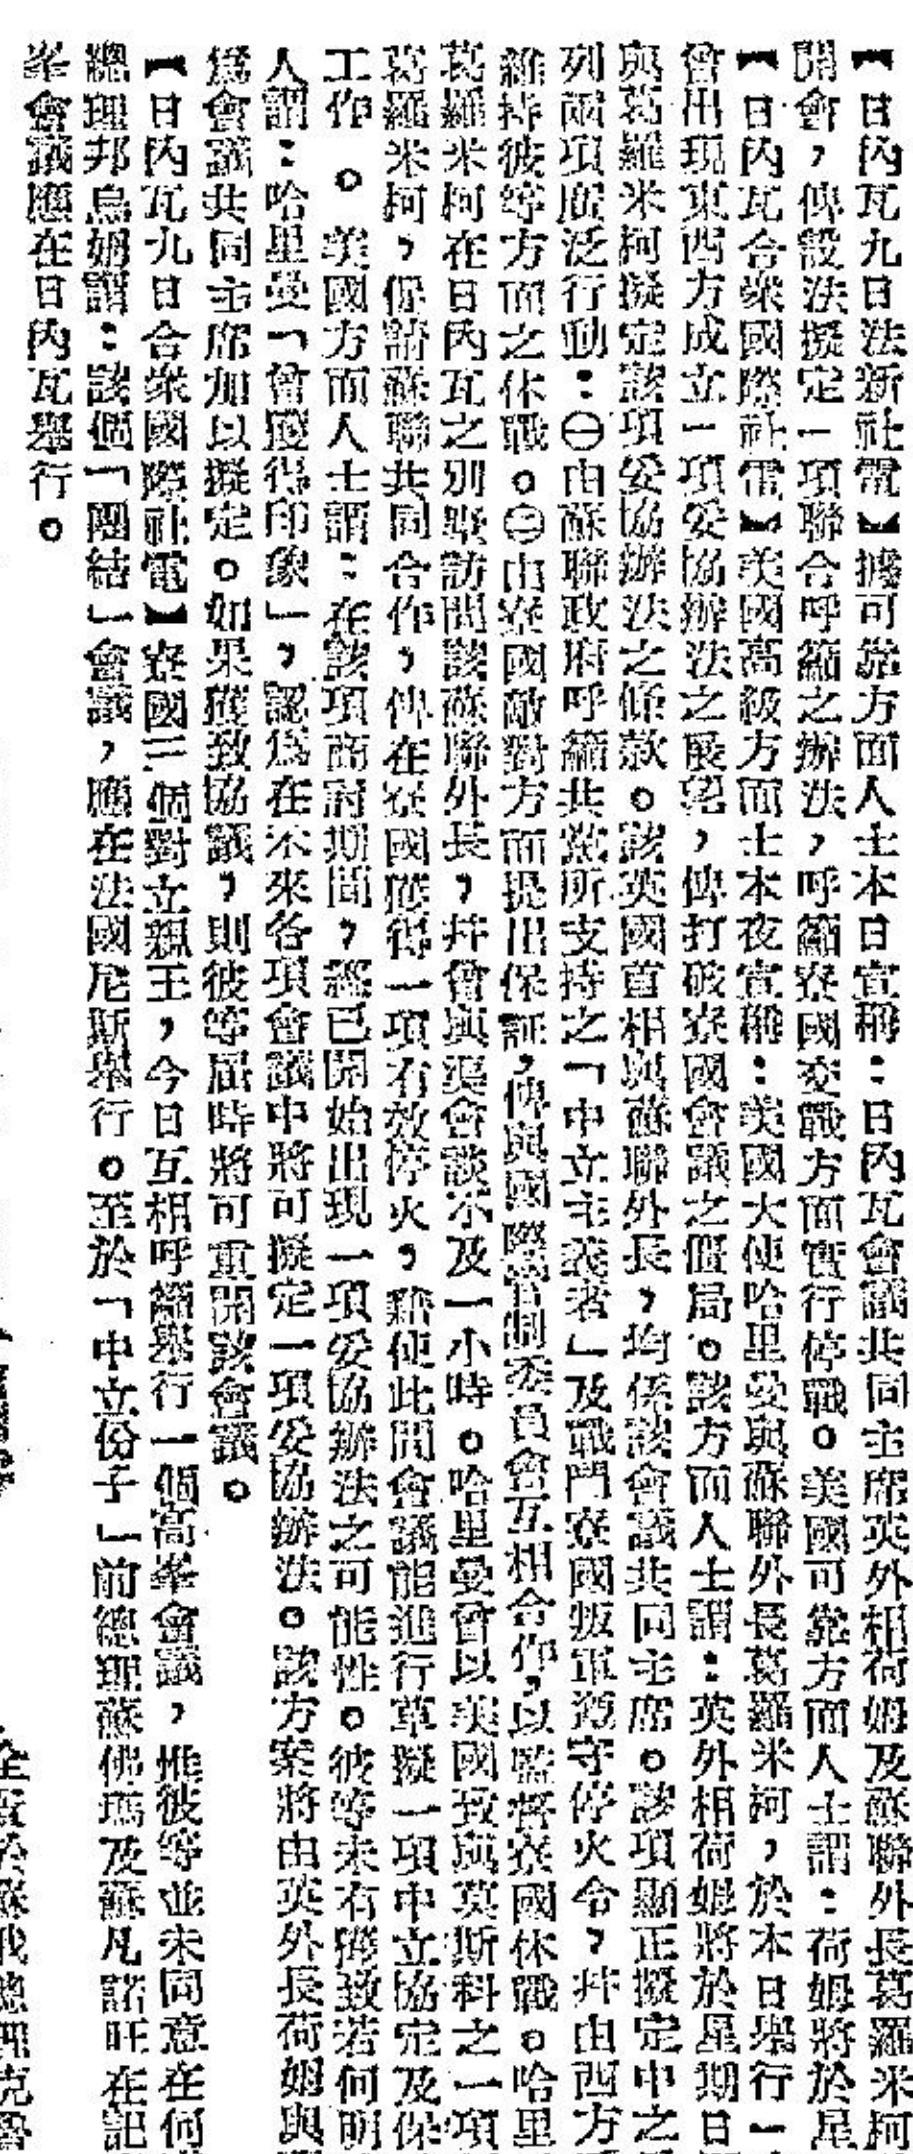 【日內瓦九日法新社電】據可靠方面人士本日宣稱：日內瓦會議共同主席英外相荷姆及蘇聯外長葛羅米柯
開會，俾設法擬定一項聯合呼籲之辦法，呼籲寮國交戰方面實行停戰。美國可靠方面人士謂：荷姆將於星
【日內瓦合衆國際社電】美國高級方面士本夜宣稱：美國大使哈里曼與蘇聯外長葛羅米柯，於本日舉行一
會出現東西方成立一項妥協辦法之展望，俾打破寮國會議之僵局。該方面人士謂：英外相荷姆將於星期日
與葛羅米柯擬定該項妥協辦法之條款。該英國首相與蘇聯外長，均係該會議共同主席。該項顯正擬定中之
列兩項廣泛行動：㊀由蘇聯政府呼籲共黨所支持之「中立主義者」及戰鬥寮國叛軍遵守停火令，幷由西方
維持彼等方面之休戰。㊁由寮國敵對方面提出保証，俾與國際管制委員會互相合作，以監督寮國休戰。哈里
葛羅米柯在日內瓦之別墅訪問該蘇聯外長，幷曾與渠會談不及一小時。哈里曼曾以美國致與莫斯科之一項
葛羅米柯，俾請蘇聯共同合作，俾在寮國獲得一項有效停火，藉使此間會議能進行草擬一項中立協定及保
工作。美國方面人士謂：在該項商討期間，經已開始出現一項妥協辦法之可能性。彼等未有獲致若何明
人謂：哈里曼「曾獲得印象」，認爲在不來各項會議中將可擬定一項妥協辦法。該方案將由英外長荷姆與
爲會議共同主席加以擬定。如果獲致協議，則彼等屆時將可重開該會議。
【日內瓦九日合衆國際社電】寮國三個對立親王，今日互相呼籲舉行一個高峯會議，惟彼等並未同意在何
總理邦烏姆謂：該個「團結」會議，應在法國尼斯舉行。至於「中立份子」前總理蘇佛瑪及蘇凡諾旺在記
峯會議應在日內瓦舉行。